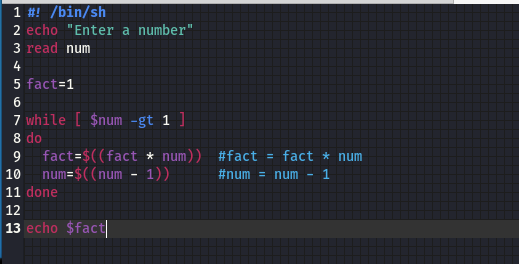 1 #! /bin/sh
2 echo "Enter a number"
3 read num
4
5 fact=1
6
7 while [ $num -gt 1 ]
8 do
9   fact=$((fact * num))  #fact = fact * num
10   num=$((num - 1))      #num = num - 1
11 done
12
13 echo $fact